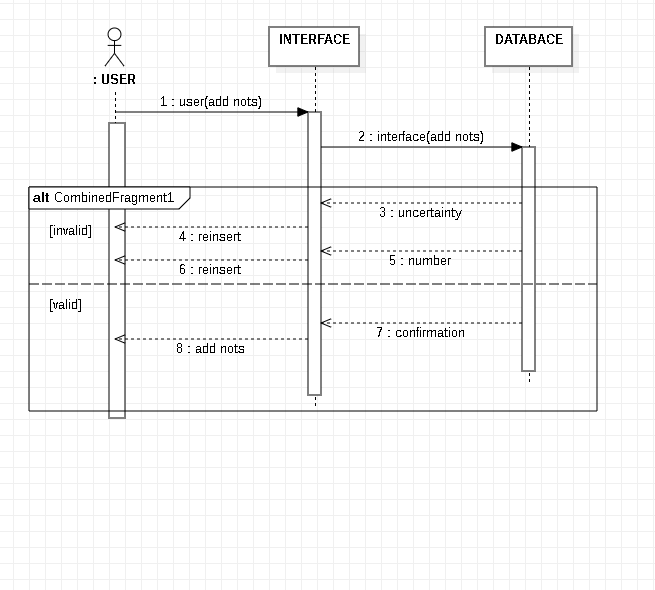 INTERFACE
DATABACE
: USER
1 : user(add nots)
2 : interface(add nots)
alt CombinedFragment1
3 : uncertainty
[invalid]
4 : reinsert
5 : number
6 : reinsert
[valid]
7 : confirmation
8 : add nots